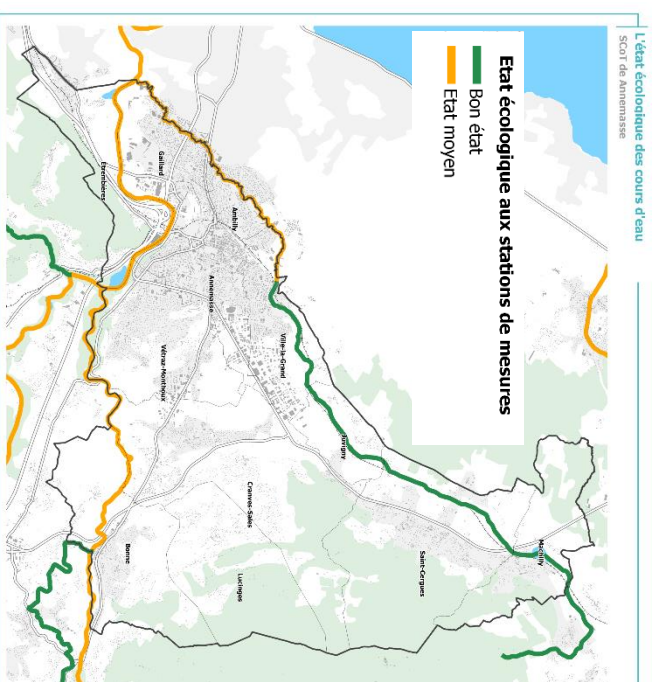 L'état écologique des cours d'eau
SCoT de Annemasse
Etat écologique aux stations de mesures
Bon état
Etat moyen
Machilly
Saint-Cergues
Juvigny
Ville-la-Grand
Cranves-Sales
Lucinges
Ambilly
Annemasse
Gaillard
Vétraz-Monthoux
Bonne
Etrembières